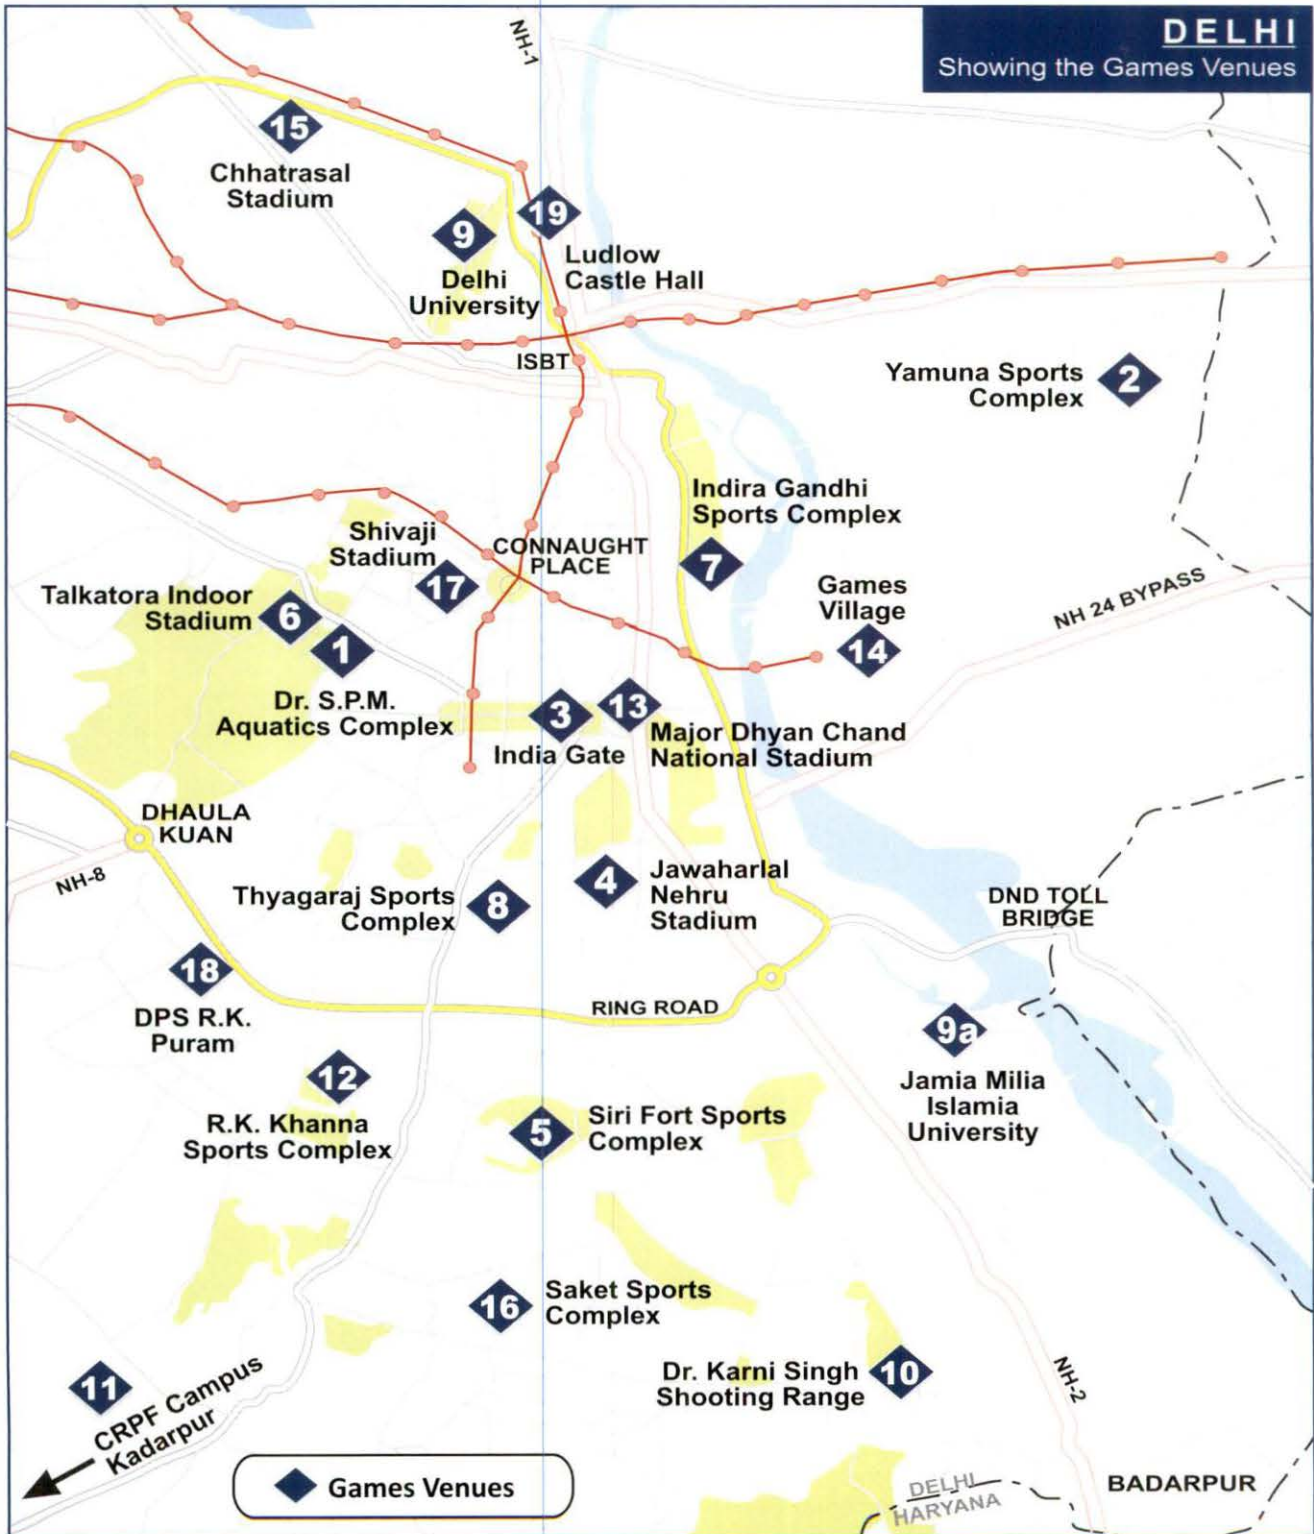 DELHI
Showing the Games Venues
NH-1
15
Chhatrasal
Stadium
19
9
Ludlow
Castle Hall
Delhi
University
ISBT
Yamuna Sports
Complex
2
Indira Gandhi
Sports Complex
Shivaji
Stadium
CONNAUGHT
PLACE
7
17
Games
Village
NH 24 BYPASS
Talkatora Indoor
Stadium
6
1
14
Dr. S.P.M.
Aquatics Complex
3
13
India Gate
Major Dhyan Chand
National Stadium
DHAULA
KUAN
NH-8
Thyagaraj Sports
Complex
8
4
Jawaharlal
Nehru
Stadium
DND TOLL
BRIDGE
18
DPS R.K.
Puram
RING ROAD
9a
Jamia Milia
Islamia
University
12
R.K. Khanna
Sports Complex
5
Siri Fort Sports
Complex
16
Saket Sports
Complex
11
CRPF Campus
Kadarpur
Dr. Karni Singh
Shooting Range
10
NH-2
Games Venues
DELHI
HARYANA
BADARPUR